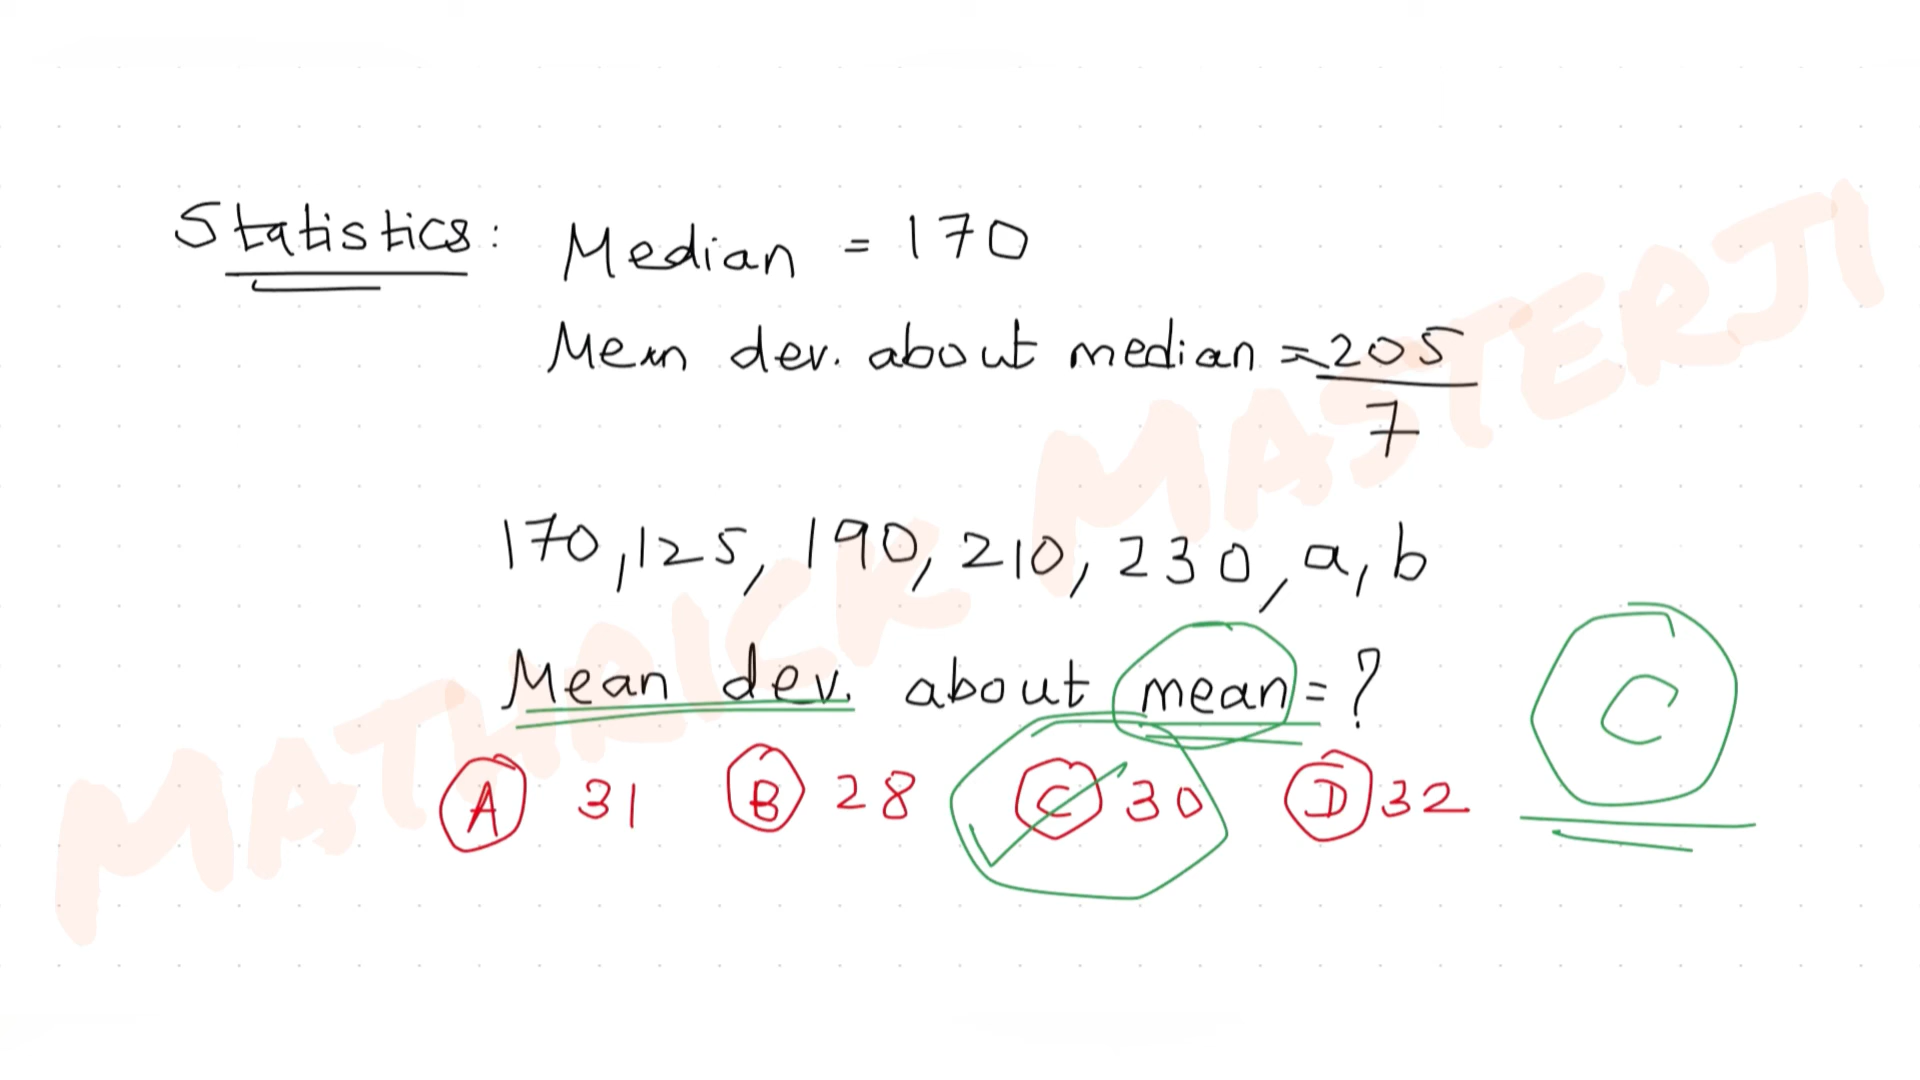 Statistics: Median = 170
Mean dev. about median = 205/7
170, 125, 190, 210, 230, a, b
Mean dev. about mean = ?
A 31 B 28 C 30 D 32
C
MATHRICK MASTERJI